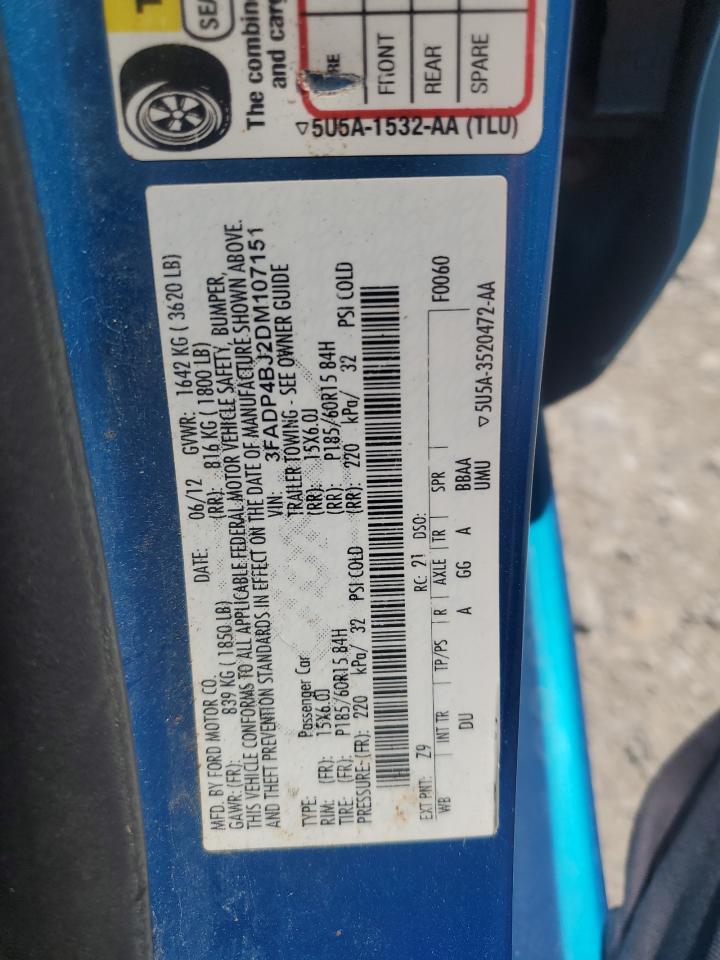 SEA
The combin
and carg
FRONT
REAR
SPARE
▽5U5A-1532-AA (TLU)
MFD. BY FORD MOTOR CO. DATE: 06/12 GVWR: 1642 KG ( 3620 LB)
GAWR: (FR): 839 KG ( 1850 LB) (RR): 816 KG ( 1800 LB)
THIS VEHICLE CONFORMS TO ALL APPLICABLE FEDERAL MOTOR VEHICLE SAFETY, BUMPER,
AND THEFT PREVENTION STANDARDS IN EFFECT ON THE DATE OF MANUFACTURE SHOWN ABOVE.
VIN: 3FADP4BJ2DM107151
TYPE: Passenger Car TRAILER TOWING - SEE OWNER GUIDE
RIM: (FR): 15X6.0J (RR): 15X6.0J
TIRE: (FR): P185/60R15 84H (RR): P185/60R15 84H
PRESSURE: (FR): 220 kPa/ 32 PSI COLD (RR): 220 kPa/ 32 PSI COLD
EXT PNT: Z9 RC: 21 DSO: F0060
WB INT TR TP/PS R AXLE TR SPR
DU A GG A BBAA
UMU
▽5U5A-3520472-AA